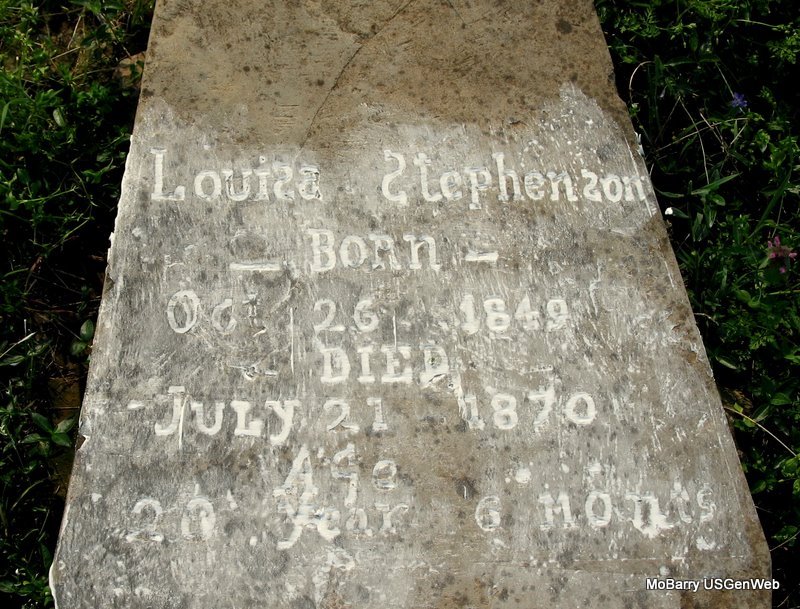 Louisa Stephenson
— Born —
Oct 26 1849
— DIED —
- July 21 1870
Age
20 Year 6 Monts
MoBarry USGenWeb